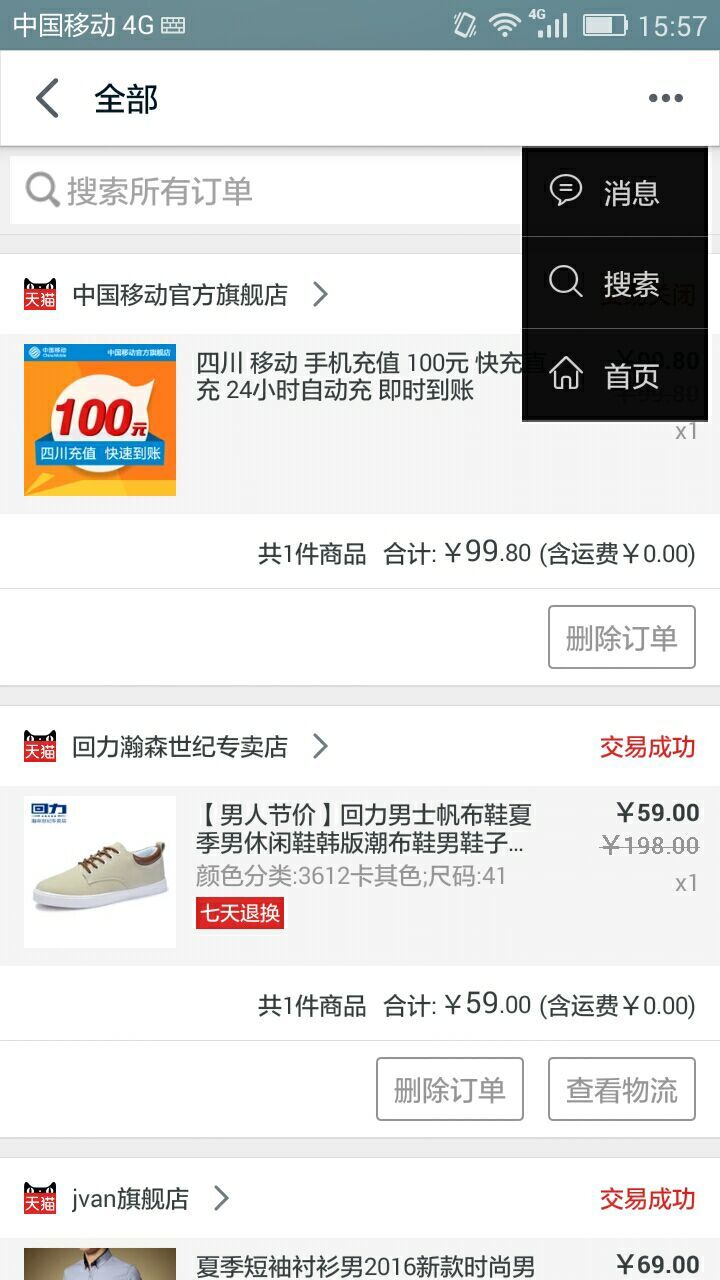 中国移动 4G 4G 15:57
全部
搜索所有订单
消息
搜索
首页
天猫 中国移动官方旗舰店
中国移动 China Mobile 中国移动官方旗舰店
100元
四川充值 快速到账
四川 移动 手机充值 100元 快充直
充 24小时自动充 即时到账
¥99.80
¥99.80
x1
共1件商品 合计:¥99.80 (含运费¥0.00)
删除订单
天猫 回力瀚森世纪专卖店 交易成功
回力
瀚森世纪专卖店
【男人节价】回力男士帆布鞋夏 ¥59.00
季男休闲鞋韩版潮布鞋男鞋子... ¥198.00
颜色分类:3612卡其色;尺码:41 x1
七天退换
共1件商品 合计:¥59.00 (含运费¥0.00)
删除订单 查看物流
天猫 jvan旗舰店 交易成功
夏季短袖衬衫男2016新款时尚男 ¥69.00